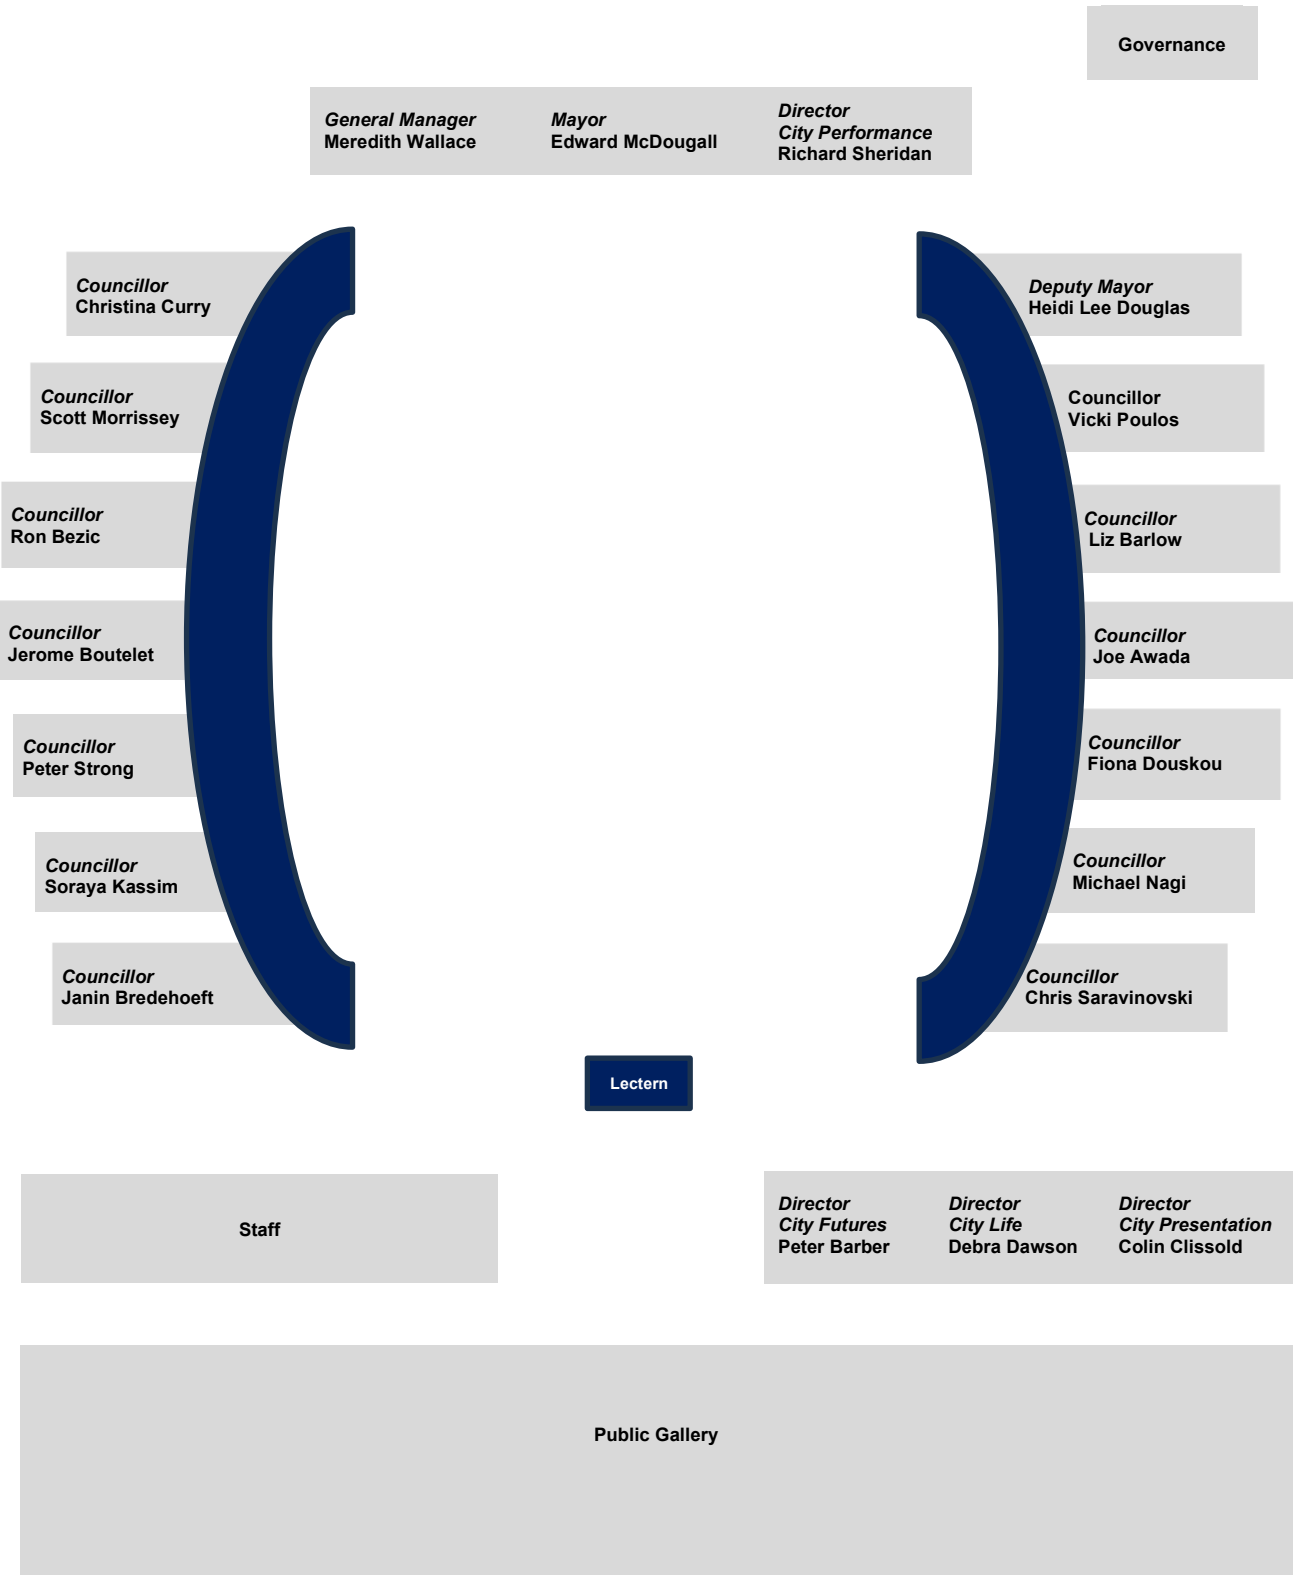 Governance
General Manager
Meredith Wallace
Mayor
Edward McDougall
Director
City Performance
Richard Sheridan
Councillor
Christina Curry
Councillor
Scott Morrissey
Councillor
Ron Bezic
Councillor
Jerome Boutelet
Councillor
Peter Strong
Councillor
Soraya Kassim
Councillor
Janin Bredehoeft
Deputy Mayor
Heidi Lee Douglas
Councillor
Vicki Poulos
Councillor
Liz Barlow
Councillor
Joe Awada
Councillor
Fiona Douskou
Councillor
Michael Nagi
Councillor
Chris Saravinovski
Lectern
Staff
Director
City Futures
Peter Barber
Director
City Life
Debra Dawson
Director
City Presentation
Colin Clissold
Public Gallery